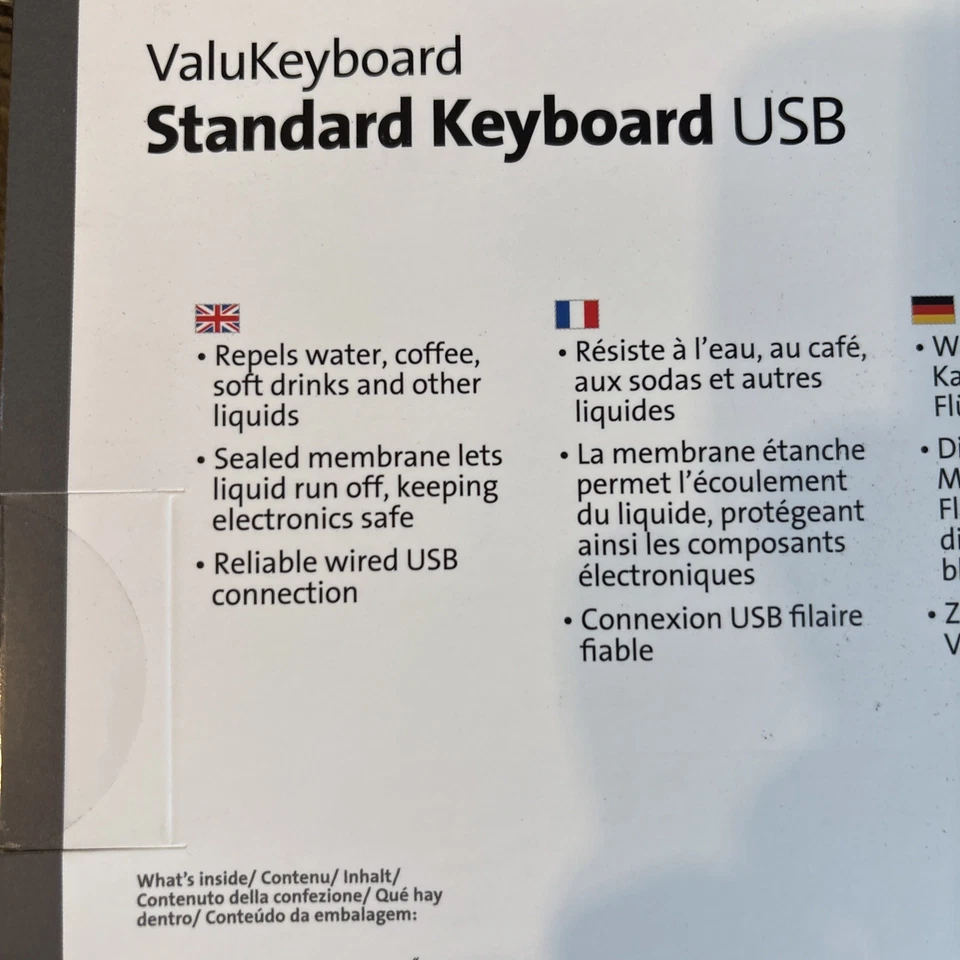 ValuKeyboard
Standard Keyboard USB
• Repels water, coffee,
soft drinks and other
liquids
• Sealed membrane lets
liquid run off, keeping
electronics safe
• Reliable wired USB
connection
• Résiste à l'eau, au café,
aux sodas et autres
liquides
• La membrane étanche
permet l'écoulement
du liquide, protégeant
ainsi les composants
électroniques
• Connexion USB filaire
fiable
What's inside/ Contenu/ Inhalt/
Contenuto della confezione/ Qué hay
dentro/ Conteúdo da embalagem: